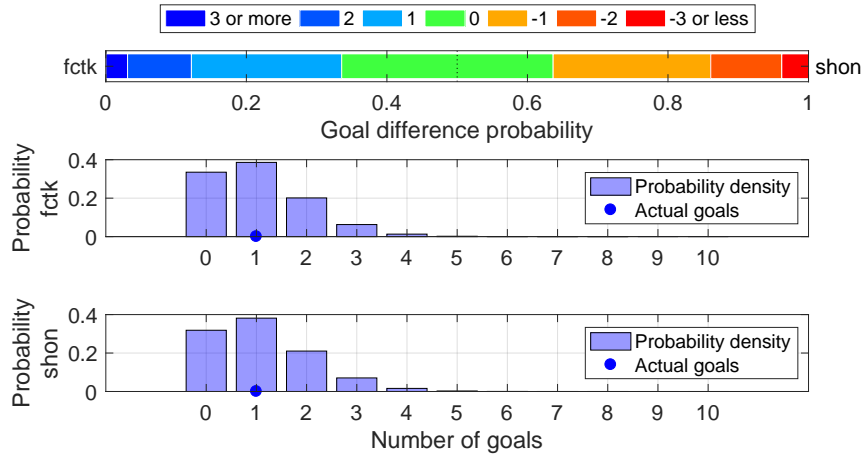 3 or more 2 1 0 -1 -2 -3 or less
fctk shon
0 0.2 0.4 0.6 0.8 1
Goal difference probability
Probability
fctk
0.4
0.2
0
Probability density
Actual goals
0 1 2 3 4 5 6 7 8 9 10
Probability
shon
0.4
0.2
0
Probability density
Actual goals
0 1 2 3 4 5 6 7 8 9 10
Number of goals